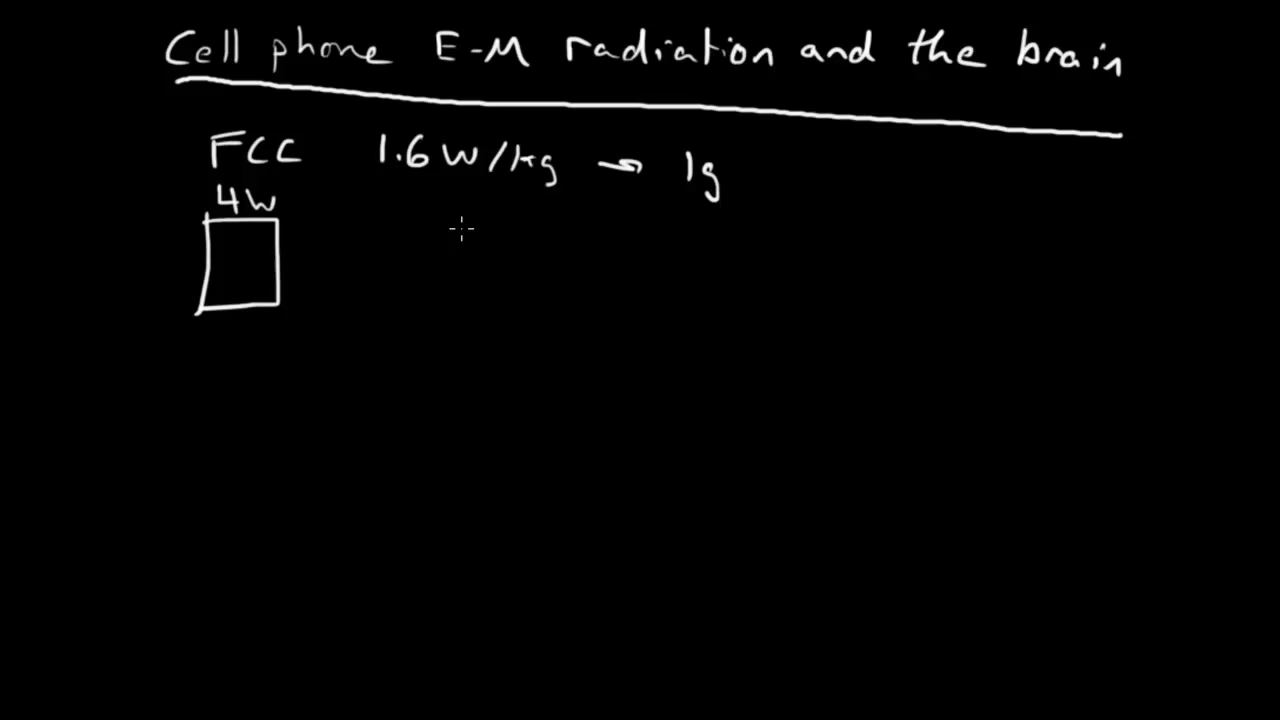 Cell phone E-M radiation and the brain
FCC 1.6 W/kg → 1g
4W